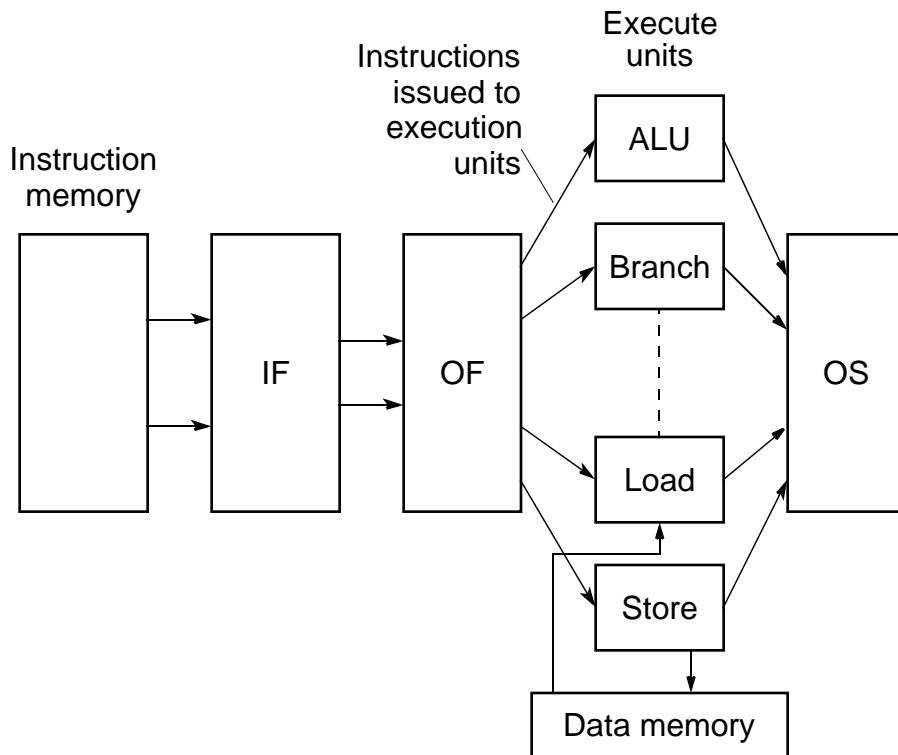 Execute
units
Instructions
issued to
execution
units
Instruction
memory
IF
OF
ALU
Branch
Load
Store
OS
Data memory